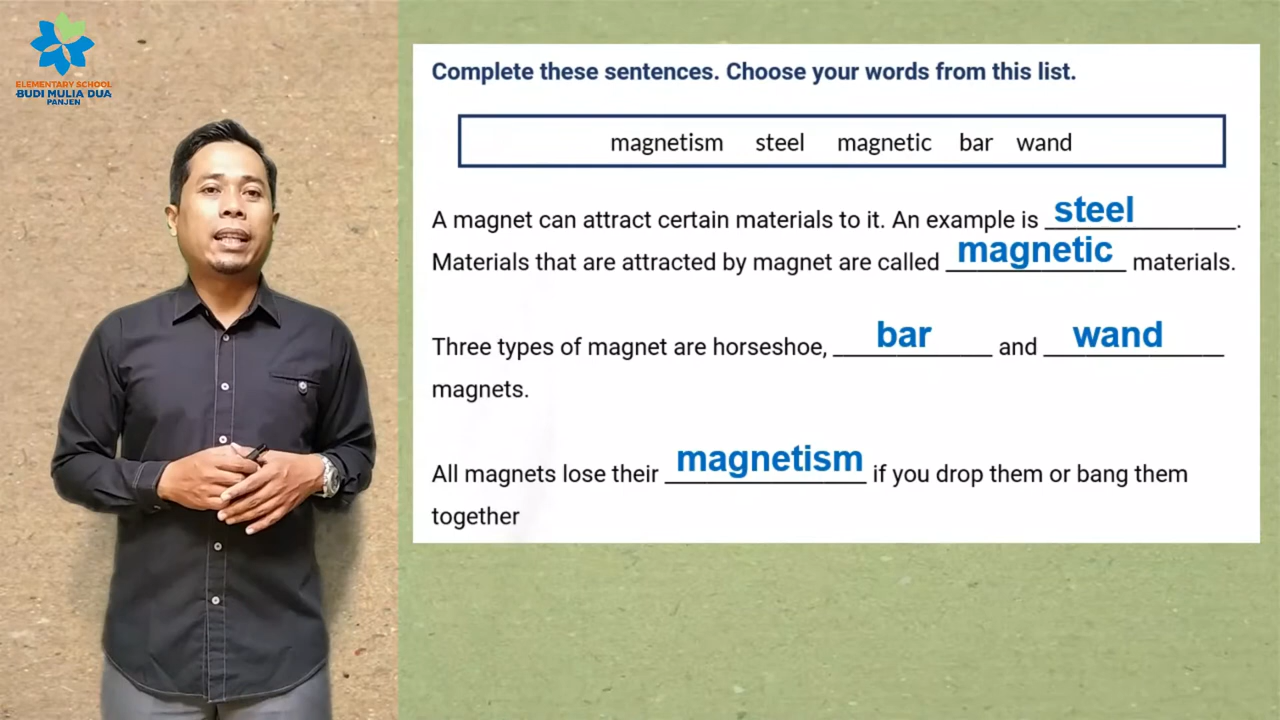 ELEMENTARY SCHOOL
BUDI MULIA DUA
PANJEN
Complete these sentences. Choose your words from this list.
magnetism steel magnetic bar wand
A magnet can attract certain materials to it. An example is steel.
Materials that are attracted by magnet are called magnetic materials.
Three types of magnet are horseshoe, bar and wand
magnets.
All magnets lose their magnetism if you drop them or bang them
together